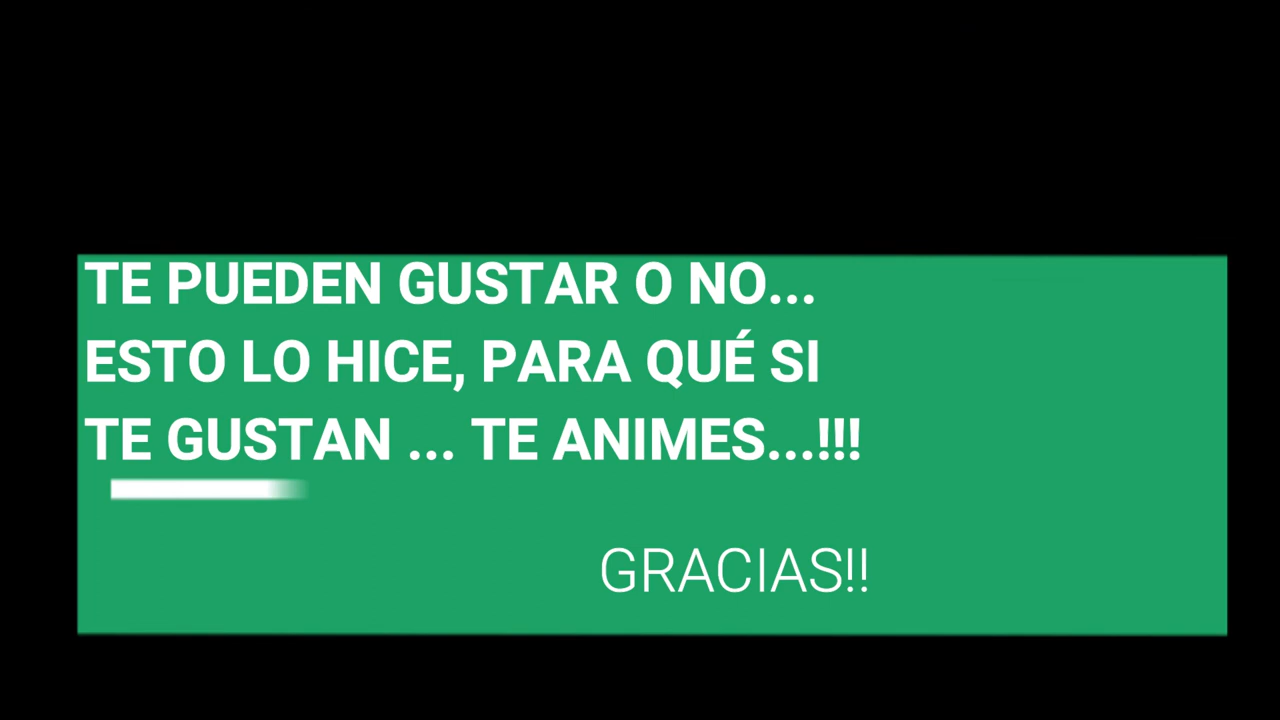 TE PUEDEN GUSTAR O NO...
ESTO LO HICE, PARA QUÉ SI
TE GUSTAN ... TE ANIMES...!!!
GRACIAS!!